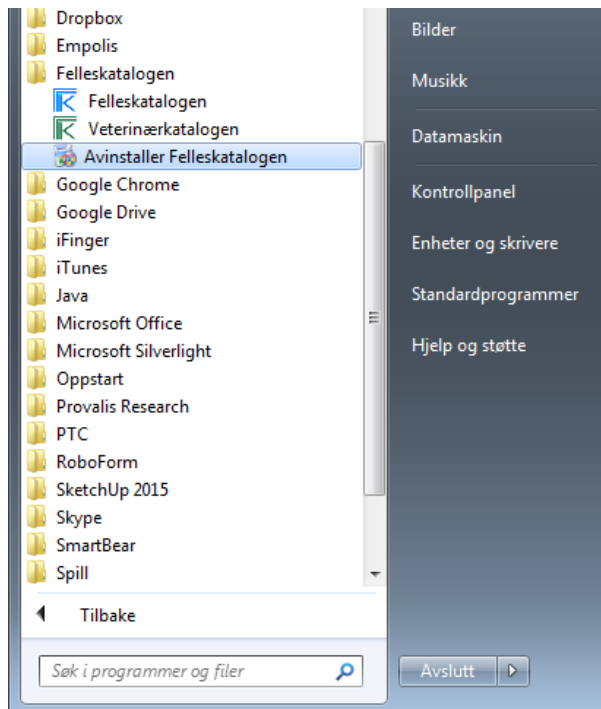 Dropbox
Empolis
Felleskatalogen
Felleskatalogen
Veterinærkatalogen
Avinstaller Felleskatalogen
Google Chrome
Google Drive
iFinger
iTunes
Java
Microsoft Office
Microsoft Silverlight
Oppstart
Provalis Research
PTC
RoboForm
SketchUp 2015
Skype
SmartBear
Spill
Tilbake
Søk i programmer og filer
Bilder
Musikk
Datamaskin
Kontrollpanel
Enheter og skrivere
Standardprogrammer
Hjelp og støtte
Avslutt